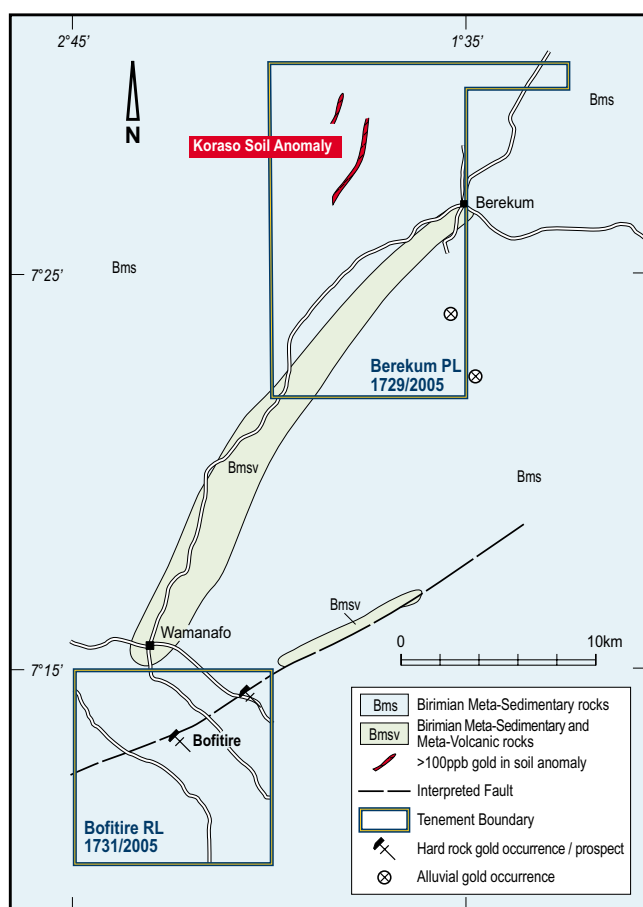 2°45’
1°35’
Bms
N
Koraso Soil Anomaly
Berekum
7°25’
Bms
Berekum PL
1729/2005
Bmsv
Bms
Bmsv
Wamanafo
0
10km
7°15’
Bofitire
Bofitire RL
1731/2005
Bms
Birimian Meta-Sedimentary rocks
Bmsv
Birimian Meta-Sedimentary and
Meta-Volcanic rocks
>100ppb gold in soil anomaly
Interpreted Fault
Tenement Boundary
Hard rock gold occurrence / prospect
Alluvial gold occurrence